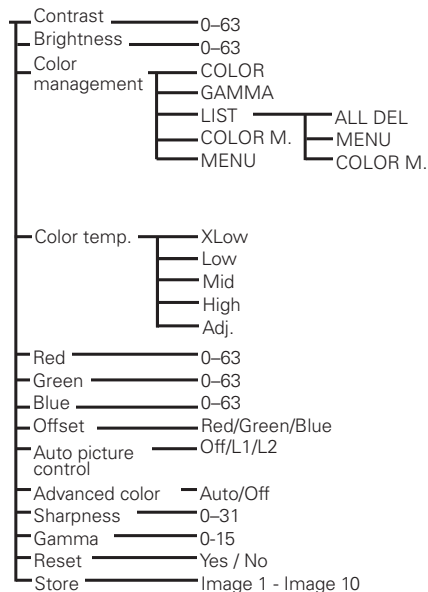 Contrast 0–63
Brightness 0–63
Color management COLOR
GAMMA
LIST ALL DEL
COLOR M. MENU
MENU COLOR M.
Color temp. XLow
Low
Mid
High
Adj.
Red 0–63
Green 0–63
Blue 0–63
Offset Red/Green/Blue
Auto picture control Off/L1/L2
Advanced color Auto/Off
Sharpness 0–31
Gamma 0-15
Reset Yes / No
Store Image 1 - Image 10